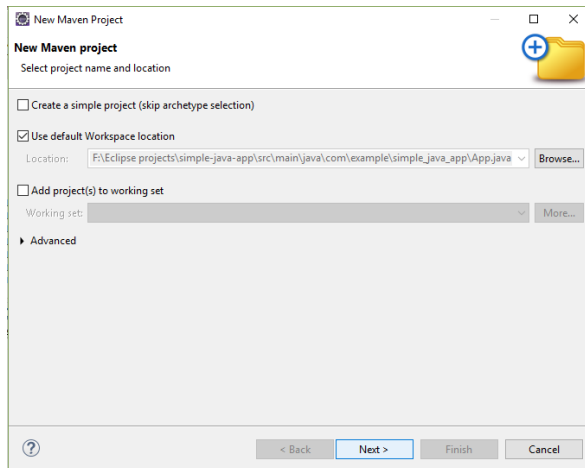 New Maven Project
New Maven project
Select project name and location
Create a simple project (skip archetype selection)
Use default Workspace location
Location: F:\Eclipse projects\simple-java-app\src\main\java\com\example\simple_java_app\App.java Browse...
Add project(s) to working set
Working set: More...
Advanced
? < Back Next > Finish Cancel